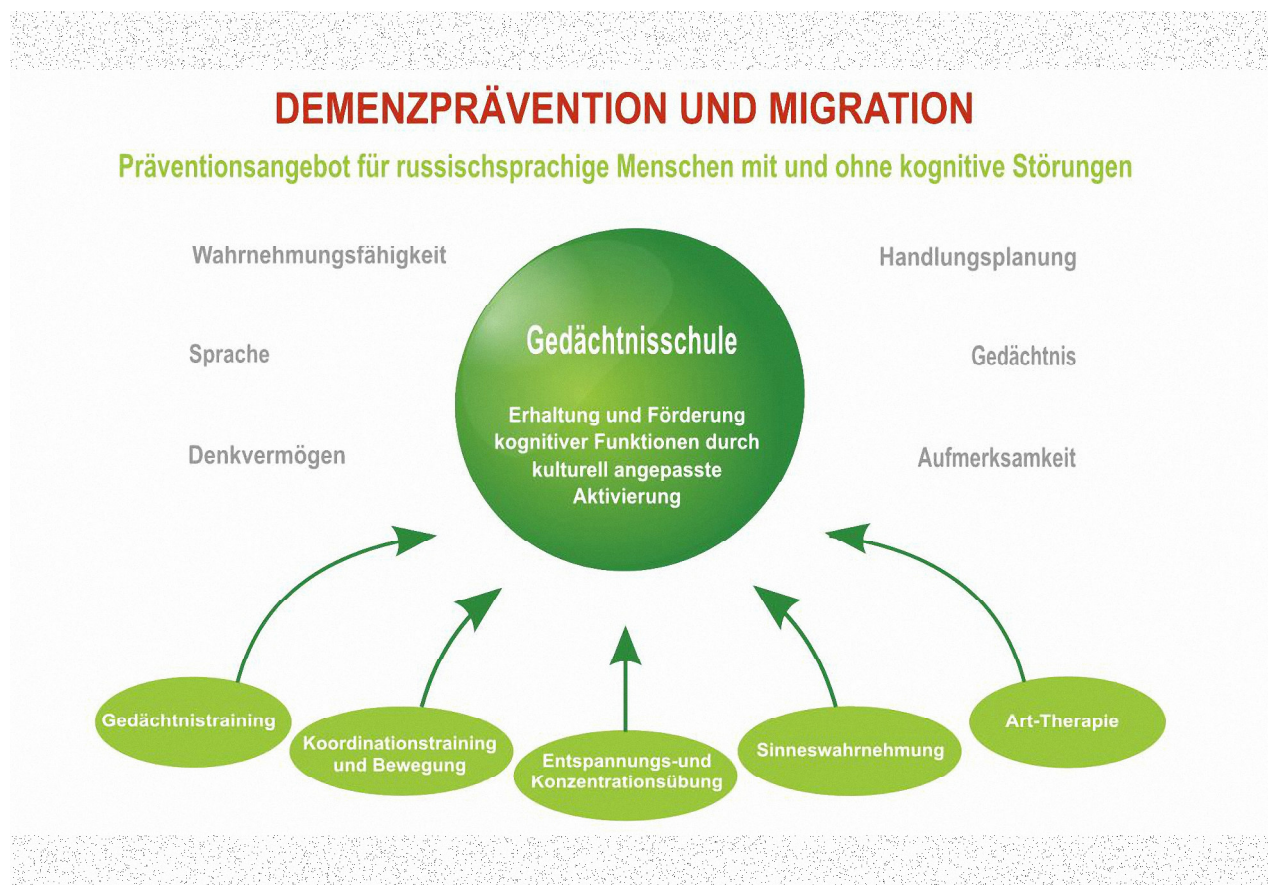 DEMENZPRÄVENTION UND MIGRATION
Präventionsangebot für russischsprachige Menschen mit und ohne kognitive Störungen
Wahrnehmungsfähigkeit
Handlungsplanung
Gedächtnisschule
Sprache
Gedächtnis
Erhaltung und Förderung
kognitiver Funktionen durch
kulturell angepasste
Aktivierung
Denkvermögen
Aufmerksamkeit
Gedächtnistraining
Koordinationstraining
und Bewegung
Entspannungs-und
Konzentrationsübung
Sinneswahrnehmung
Art-Therapie